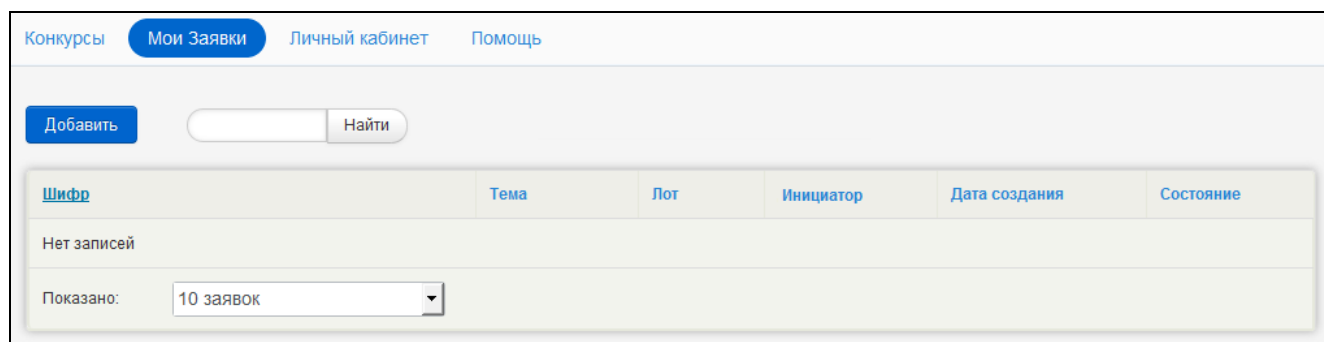 Конкурсы Мои Заявки Личный кабинет Помощь
Добавить Найти
Шифр Тема Лот Инициатор Дата создания Состояние
Нет записей
Показано: 10 заявок